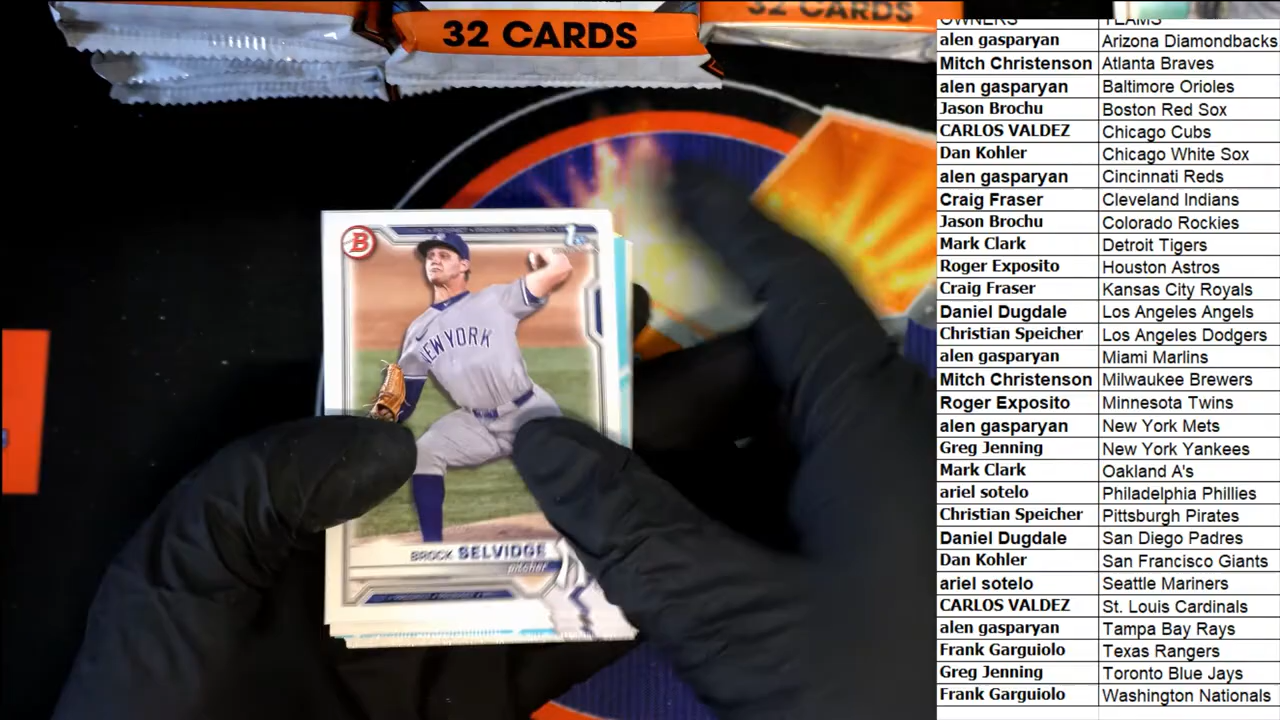 32 CARDS
32 CARDS
B
1st
NEW YORK
BROCK SELVIDGE
pitcher
OWNERS TEAMS
alen gasparyan Arizona Diamondbacks
Mitch Christenson Atlanta Braves
alen gasparyan Baltimore Orioles
Jason Brochu Boston Red Sox
CARLOS VALDEZ Chicago Cubs
Dan Kohler Chicago White Sox
alen gasparyan Cincinnati Reds
Craig Fraser Cleveland Indians
Jason Brochu Colorado Rockies
Mark Clark Detroit Tigers
Roger Exposito Houston Astros
Craig Fraser Kansas City Royals
Daniel Dugdale Los Angeles Angels
Christian Speicher Los Angeles Dodgers
alen gasparyan Miami Marlins
Mitch Christenson Milwaukee Brewers
Roger Exposito Minnesota Twins
alen gasparyan New York Mets
Greg Jenning New York Yankees
Mark Clark Oakland A's
ariel sotelo Philadelphia Phillies
Christian Speicher Pittsburgh Pirates
Daniel Dugdale San Diego Padres
Dan Kohler San Francisco Giants
ariel sotelo Seattle Mariners
CARLOS VALDEZ St. Louis Cardinals
alen gasparyan Tampa Bay Rays
Frank Garguiolo Texas Rangers
Greg Jenning Toronto Blue Jays
Frank Garguiolo Washington Nationals